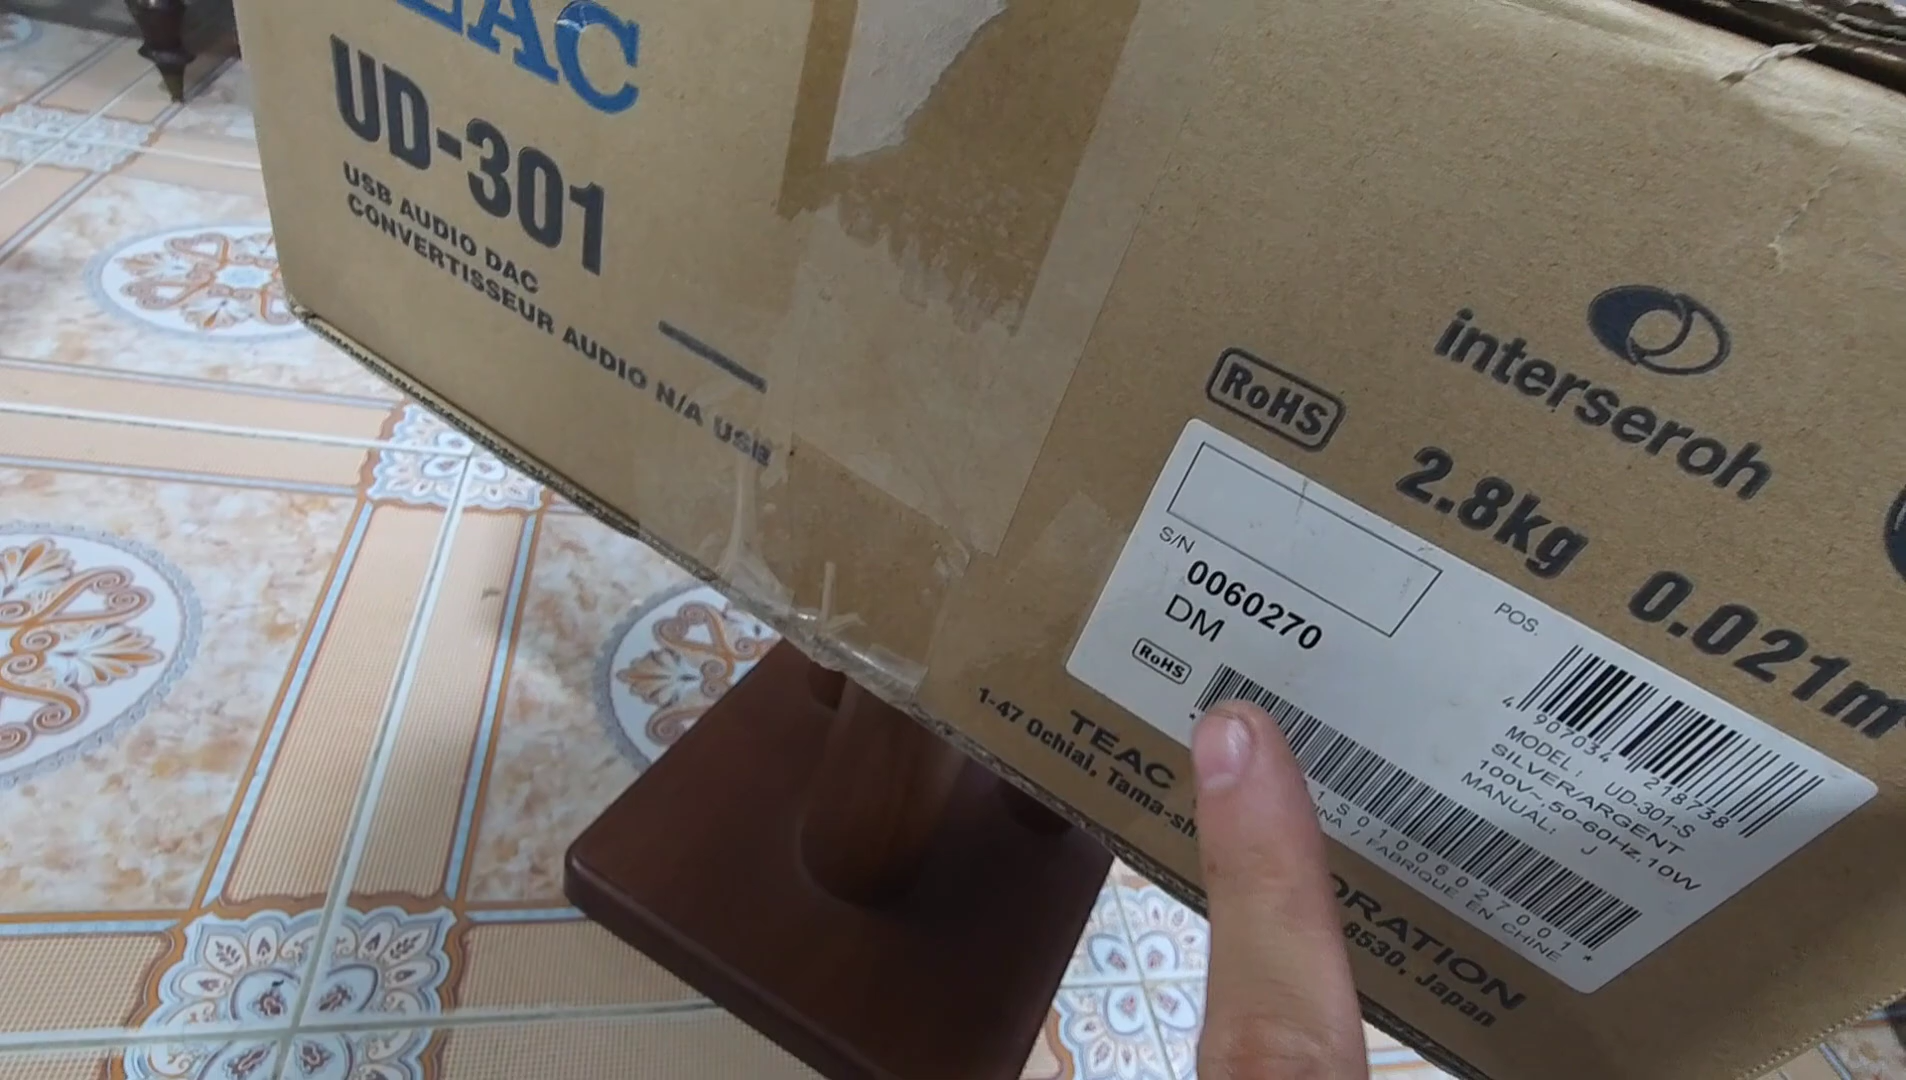 EAC
UD-301
USB AUDIO DAC
CONVERTISSEUR AUDIO N/A USB
interseroh
RoHS
2.8kg 0.021m
S/N
0060270
DM
RoHS
POS.
4 907034 218738
MODEL: UD-301-S
SILVER/ARGENT
100V~,50-60Hz,10W
MANUAL: J
1S01006027001*
NA / FABRIQUE EN CHINE
TEAC ORATION
1-47 Ochiai, Tama-sh 8530, Japan